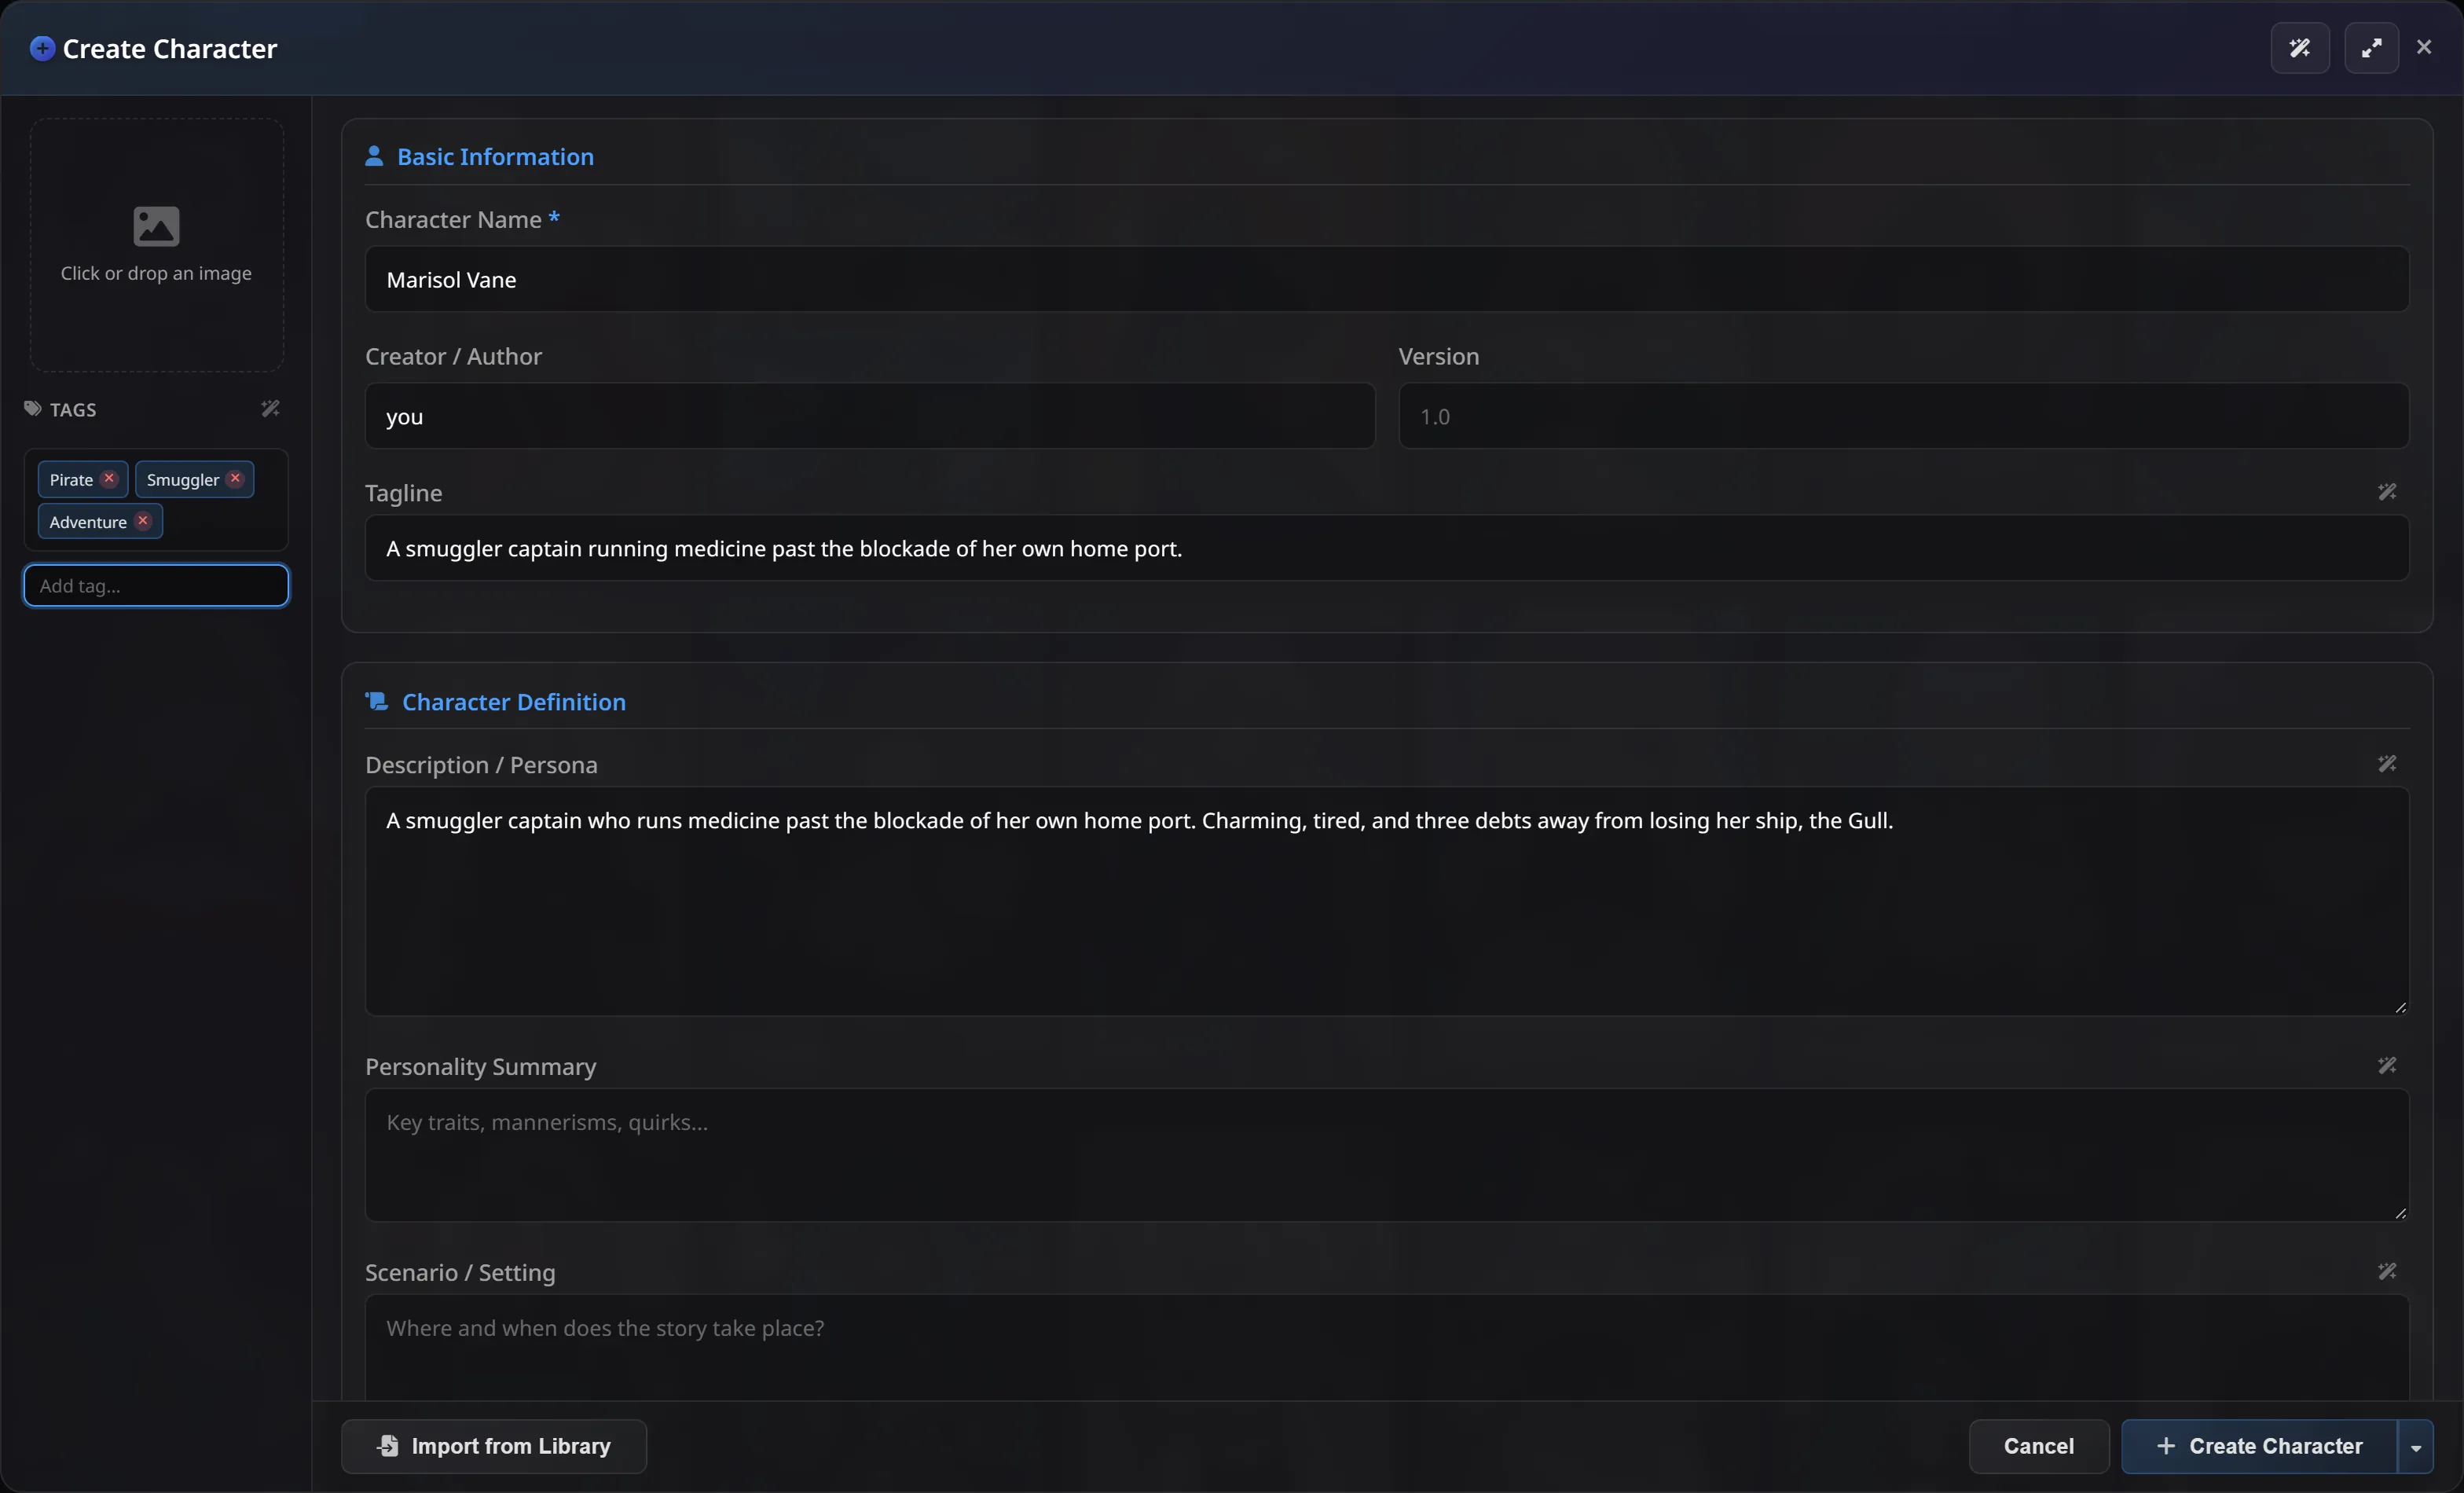 Create Character
Click or drop an image
TAGS
Pirate
Smuggler
Adventure
Add tag...
Basic Information
Character Name *
Marisol Vane
Creator / Author
Version
you
1.0
Tagline
A smuggler captain running medicine past the blockade of her own home port.
Character Definition
Description / Persona
A smuggler captain who runs medicine past the blockade of her own home port. Charming, tired, and three debts away from losing her ship, the Gull.
Personality Summary
Key traits, mannerisms, quirks...
Scenario / Setting
Where and when does the story take place?
Import from Library
Cancel
Create Character